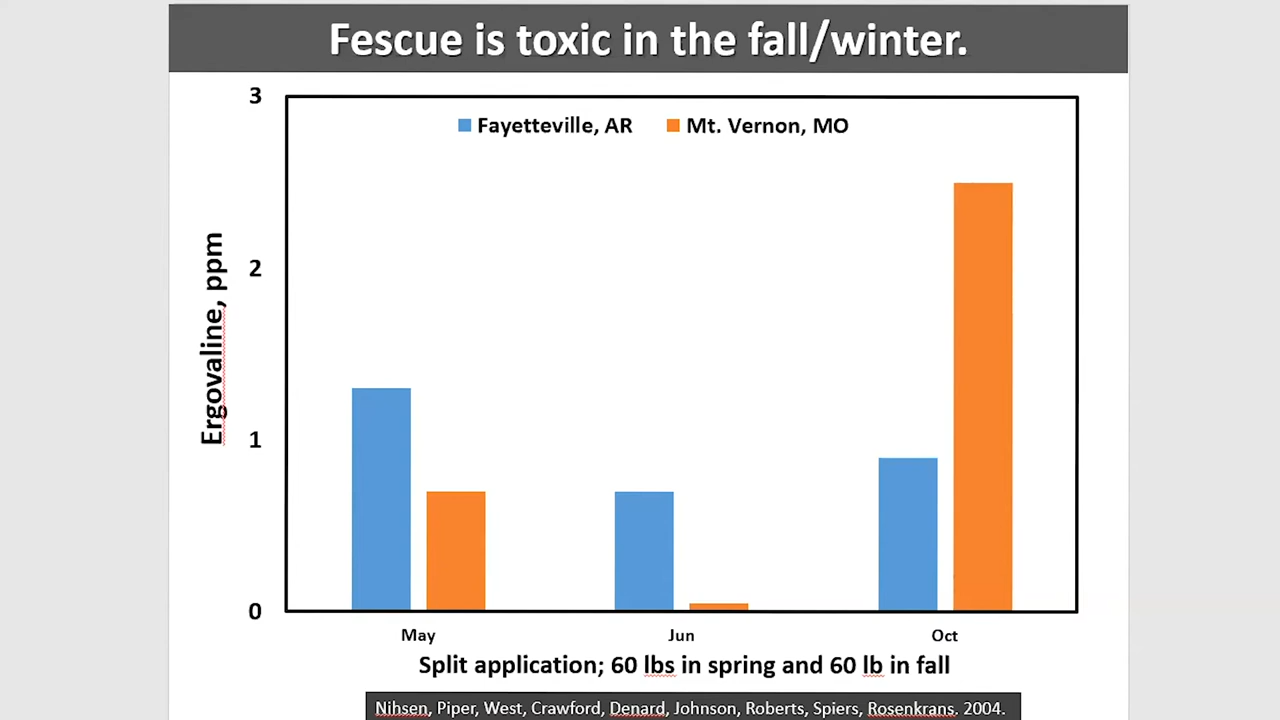 Fescue is toxic in the fall/winter.
3
Fayetteville, AR Mt. Vernon, MO
Ergovaline, ppm
2
1
0
May Jun Oct
Split application; 60 lbs in spring and 60 lb in fall
Nihsen, Piper, West, Crawford, Denard, Johnson, Roberts, Spiers, Rosenkrans. 2004.